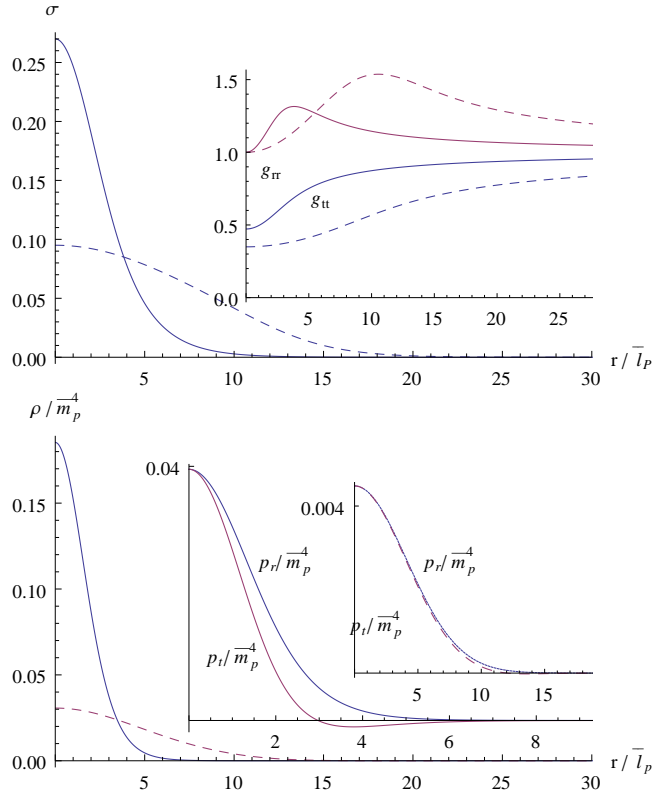 σ
0.25
0.20
0.15
0.10
0.05
0.00
5 10 15 20 25 30
r / l̅_P
1.5
1.0
0.5
0.0
g_rr
g_tt
5 10 15 20 25
ρ / m̅_p^4
0.20
0.15
0.10
0.05
0.00
5 10 15 20 25 30
r / l̅_p
0.04
p_r / m̅_p^4
p_t / m̅_p^4
2 4 6 8
0.004
p_r / m̅_p^4
p_t / m̅_p^4
5 10 15